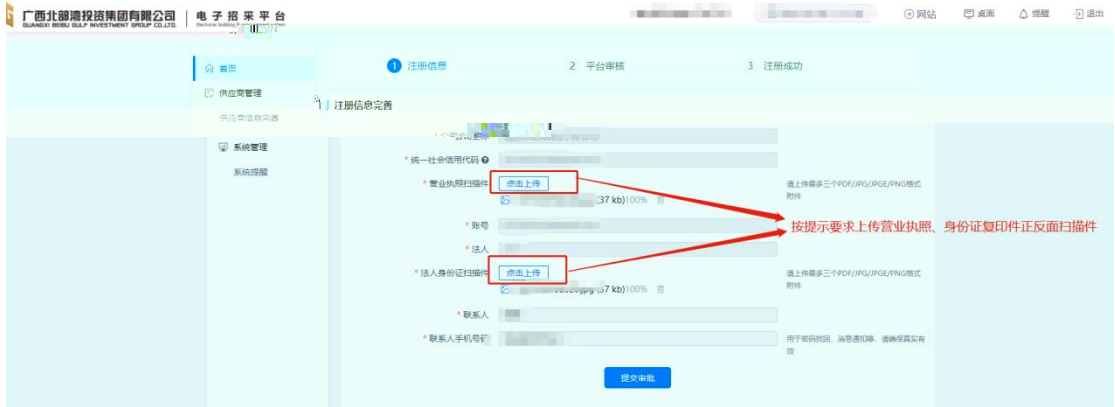 广西北部湾投资集团有限公司 电子招采平台
GUANGXI BEIBU GULF INVESTMENT GROUP CO.,LTD.
网站 桌面 提醒 退出
首页
供应商管理
供应商信息完善
系统管理
系统提醒
1 注册信息 2 平台审核 3 注册成功
注册信息完善
* 统一社会信用代码
* 营业执照扫描件 点击上传 请上传最多三个PDF/JPG/JPGE/PNG格式
附件
(37 kb)100%
* 账号
按提示要求上传营业执照、身份证复印件正反面扫描件
* 法人
* 法人身份证扫描件 点击上传 请上传最多三个PDF/JPG/JPGE/PNG格式
附件
jpg (37 kb)100%
* 联系人
* 联系人手机号码 用于密码找回、消息通知等，请确保真实有
效
提交审批